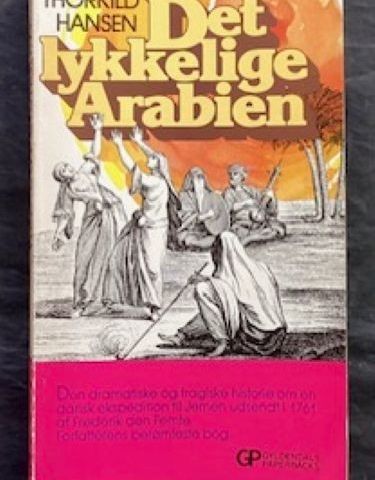 THORKILD
HANSEN
Det
lykkelige
Arabien
Den dramatiske og tragiske historie om en
dansk ekspedition til Jemen udsendt i 1761
af Frederik den Femte.
Forfatterens berømteste bog.
GP GYLDENDALS
PAPERBACKS